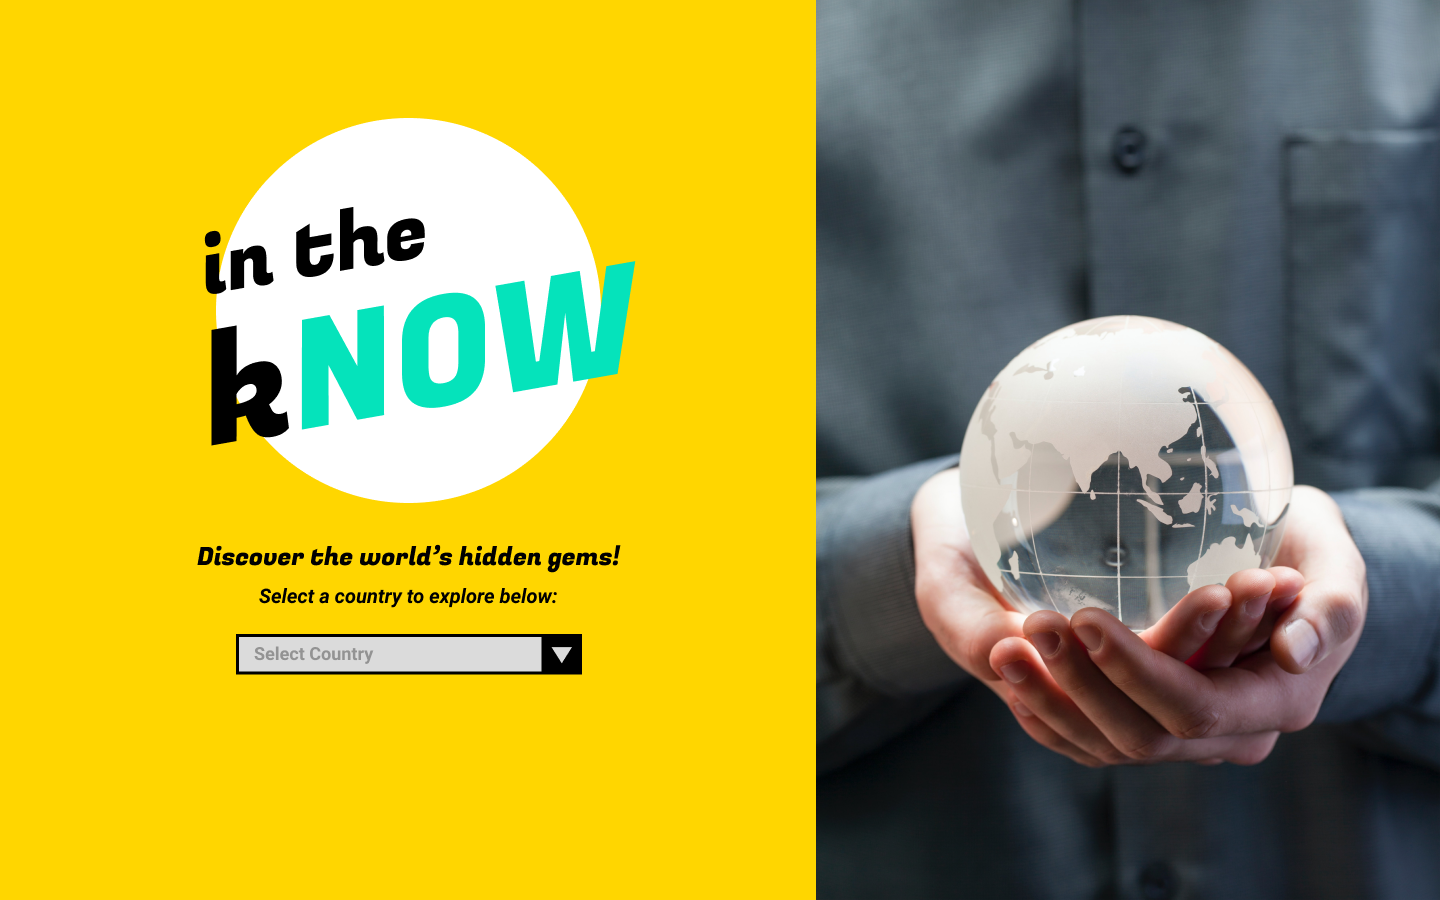 in the
kNOW
Discover the world’s hidden gems!
Select a country to explore below:
Select Country